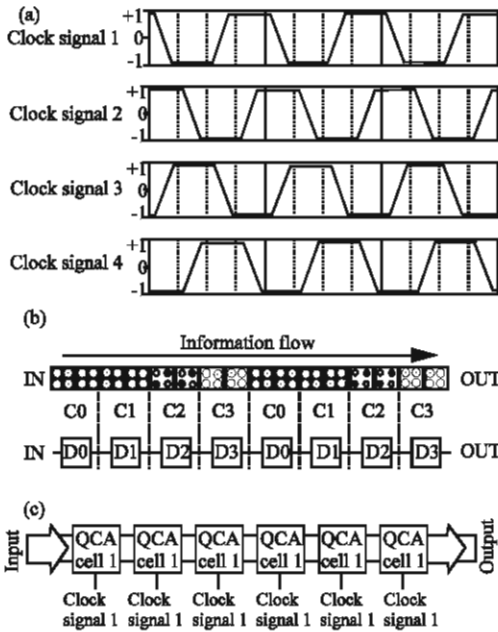 (a)
+1
Clock signal 1 0
-1
+1
Clock signal 2 0
-1
+1
Clock signal 3 0
-1
+1
Clock signal 4 0
-1
(b)
Information flow
IN OUT
C0 C1 C2 C3 C0 C1 C2 C3
IN D0 D1 D2 D3 D0 D1 D2 D3 OUT
(c)
Input
QCA QCA QCA QCA QCA QCA
cell 1 cell 1 cell 1 cell 1 cell 1 cell 1
Output
Clock Clock Clock Clock Clock Clock
signal 1 signal 1 signal 1 signal 1 signal 1 signal 1